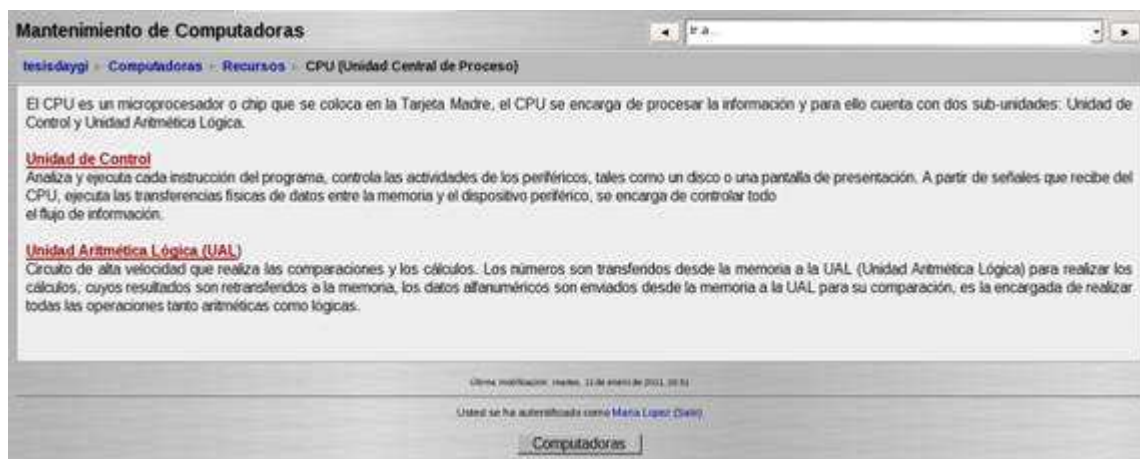 Mantenimiento de Computadoras
◄ Ir a... ►
tesisdaygi ► Computadoras ► Recursos ► CPU (Unidad Central de Proceso)
El CPU es un microprocesador o chip que se coloca en la Tarjeta Madre, el CPU se encarga de procesar la información y para ello cuenta con dos sub-unidades: Unidad de
Control y Unidad Aritmética Lógica.
Unidad de Control
Analiza y ejecuta cada instrucción del programa, controla las actividades de los periféricos, tales como un disco o una pantalla de presentación. A partir de señales que recibe del
CPU, ejecuta las transferencias físicas de datos entre la memoria y el dispositivo periférico, se encarga de controlar todo
el flujo de información.
Unidad Aritmética Lógica (UAL)
Circuito de alta velocidad que realiza las comparaciones y los cálculos. Los números son transferidos desde la memoria a la UAL (Unidad Aritmética Lógica) para realizar los
cálculos, cuyos resultados son retransferidos a la memoria, los datos alfanuméricos son enviados desde la memoria a la UAL para su comparación, es la encargada de realizar
todas las operaciones tanto aritméticas como lógicas.
Última modificación: martes, 11 de enero de 2011,
Usted se ha autentificado como Maria Lopez (Salir)
Computadoras